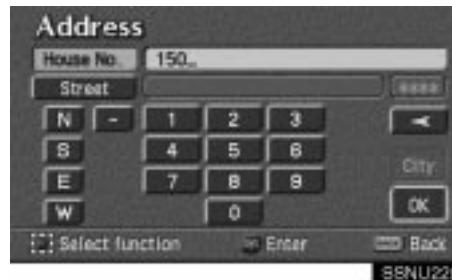 Address
House No. 150_
Street
N - 1 2 3
S 4 5 6
E 7 8 9 City
W 0 OK
Select function Enter Back
SSNU22